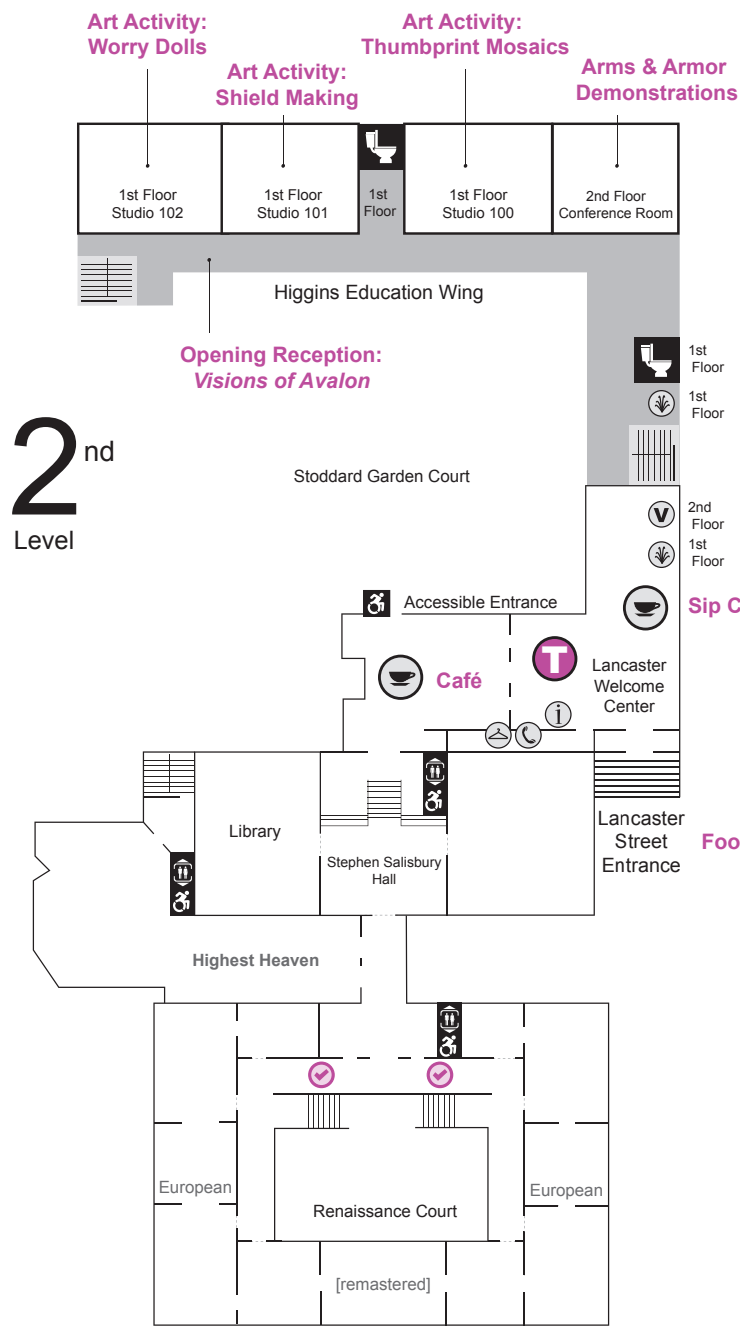 Art Activity:
Worry Dolls
Art Activity:
Thumbprint Mosaics
Art Activity:
Shield Making
Arms & Armor
Demonstrations
1st Floor
Studio 102
1st Floor
Studio 101
1st
Floor
1st Floor
Studio 100
2nd Floor
Conference Room
Higgins Education Wing
Opening Reception:
Visions of Avalon
1st
Floor
1st
Floor
2nd
Level
Stoddard Garden Court
V
2nd
Floor
1st
Floor
Accessible Entrance
Sip C
T
Café
Lancaster
Welcome
Center
i
Library
Stephen Salisbury
Hall
Lancaster
Street
Entrance
Foo
Highest Heaven
European
European
Renaissance Court
[remastered]